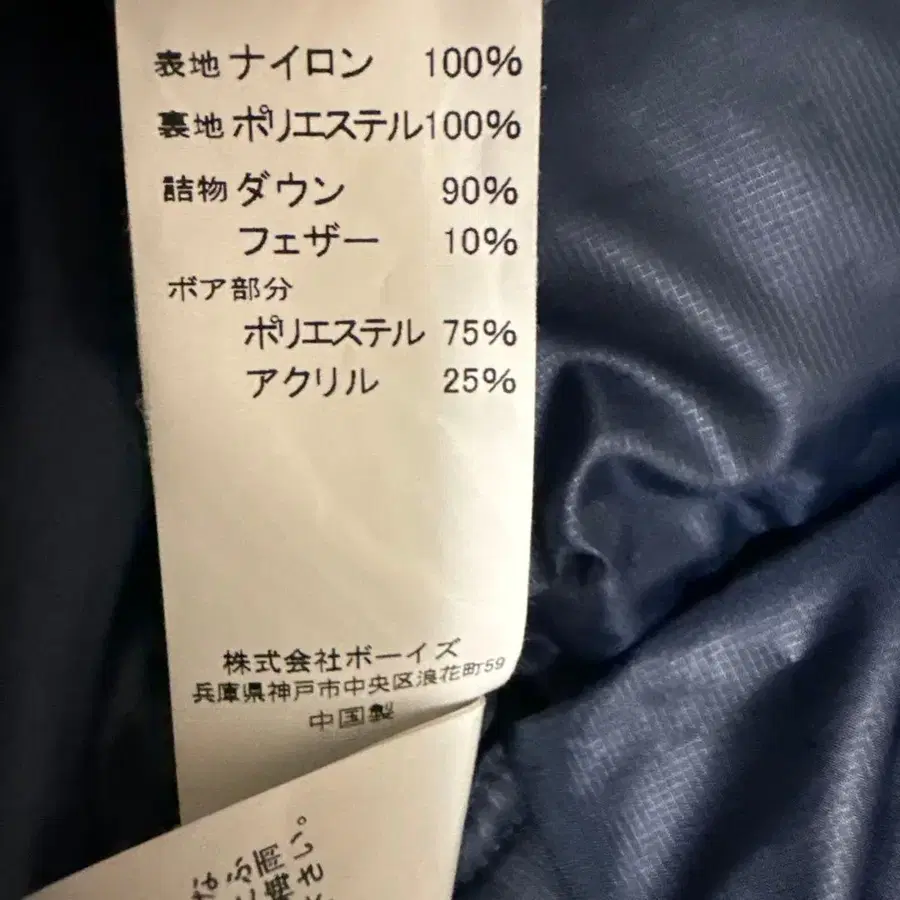 表地 ナイロン 100%
裏地 ポリエステル100%
詰物 ダウン 90%
フェザー 10%
ボア部分
ポリエステル 75%
アクリル 25%
株式会社ボーイズ
兵庫県神戸市中央区浪花町59
中国製
さい。